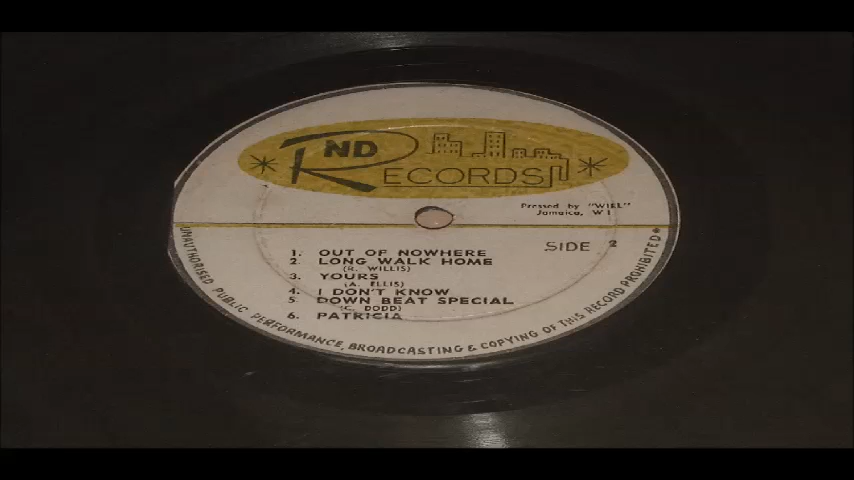 RND
RECORDS
Pressed by "WIRL"
Jamaica, W I
SIDE 2
1. OUT OF NOWHERE
2. LONG WALK HOME
(R. WILLIS)
3. YOURS
(A. ELLIS)
4. I DON'T KNOW
5 DOWN BEAT SPECIAL
(C. DODD)
6. PATRICIA
UNAUTHORISED PUBLIC PERFORMANCE, BROADCASTING & COPYING OF THIS RECORD PROHIBITED